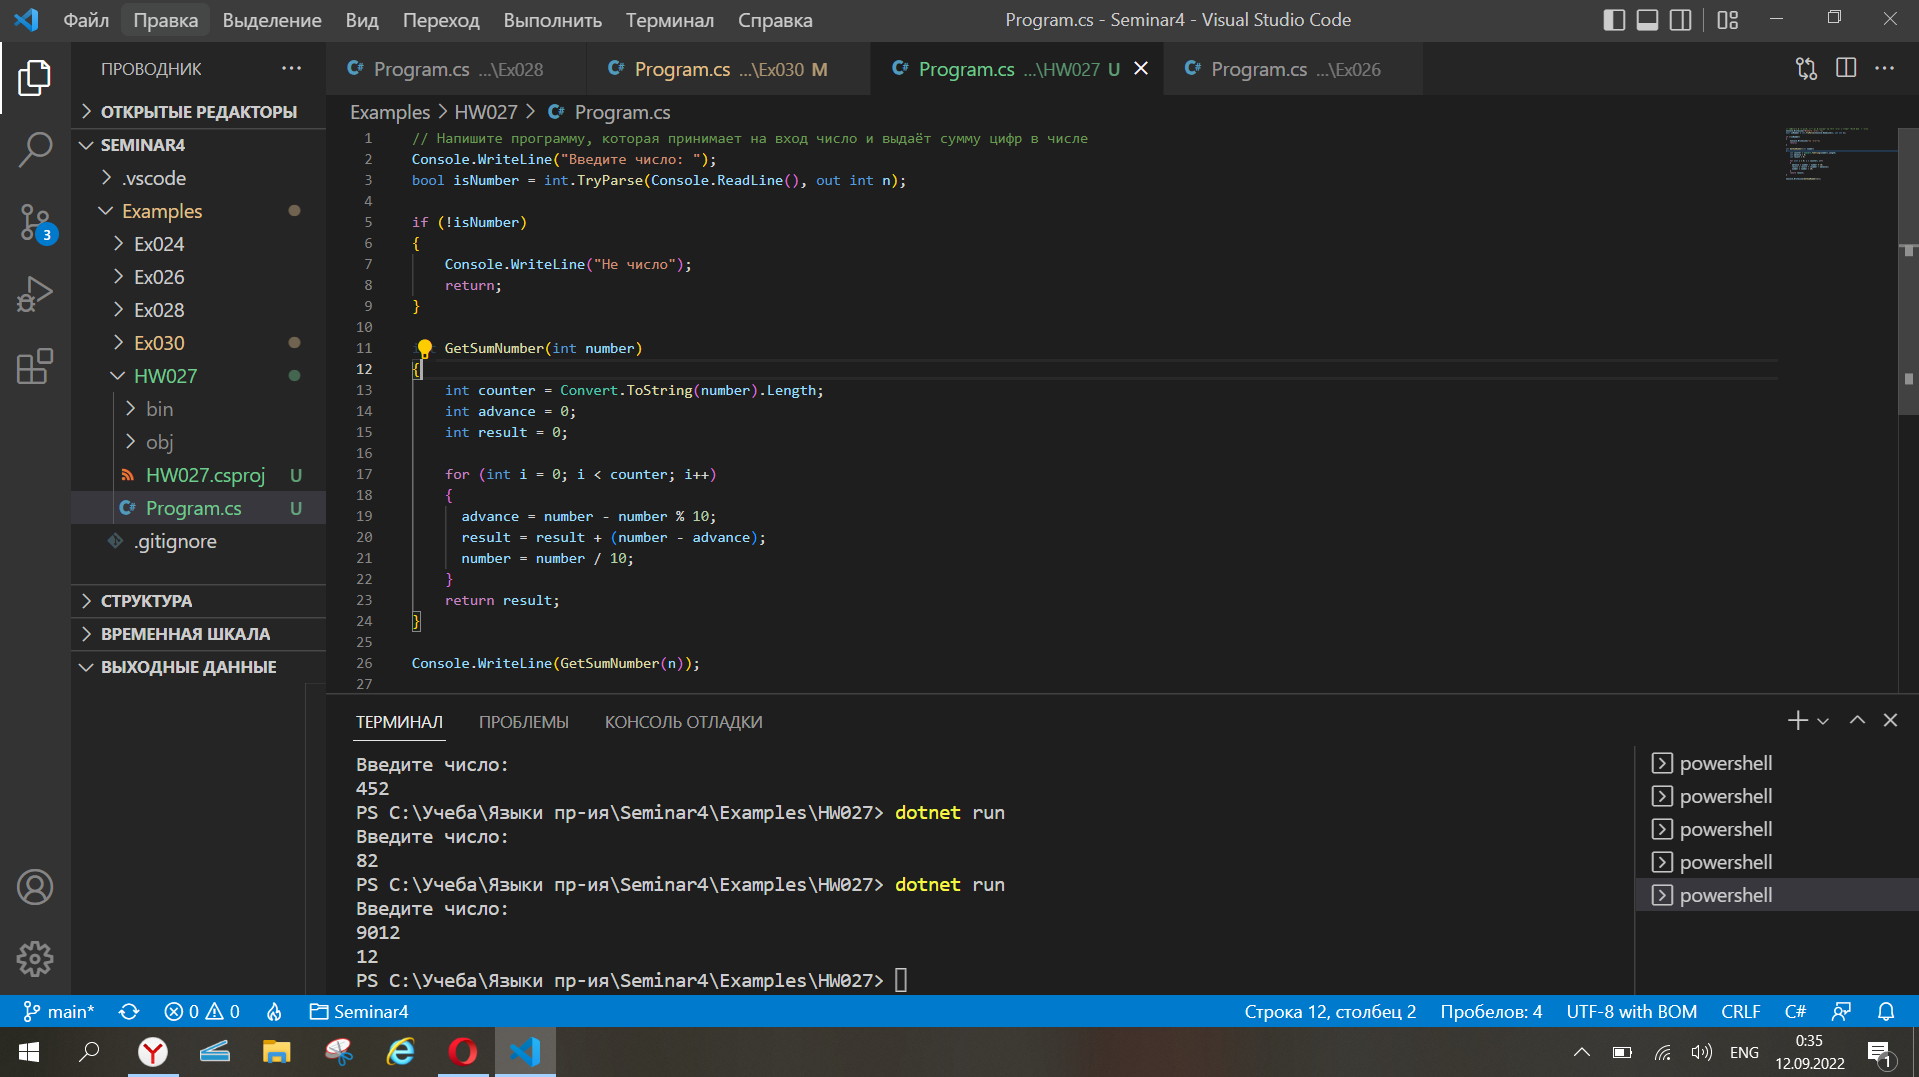 Файл Правка Выделение Вид Переход Выполнить Терминал Справка
Program.cs - Seminar4 - Visual Studio Code
ПРОВОДНИК
Program.cs ...\Ex028
Program.cs ...\Ex030 M
Program.cs ...\HW027 U
Program.cs ...\Ex026
ОТКРЫТЫЕ РЕДАКТОРЫ
SEMINAR4
.vscode
Examples
Ex024
Ex026
Ex028
Ex030
HW027
bin
obj
HW027.csproj U
Program.cs U
.gitignore
СТРУКТУРА
ВРЕМЕННАЯ ШКАЛА
ВЫХОДНЫЕ ДАННЫЕ
3
Examples > HW027 > Program.cs
1 // Напишите программу, которая принимает на вход число и выдаёт сумму цифр в числе
2 Console.WriteLine("Введите число: ");
3 bool isNumber = int.TryParse(Console.ReadLine(), out int n);
4
5 if (!isNumber)
6 {
7 Console.WriteLine("Не число");
8 return;
9 }
10
11 GetSumNumber(int number)
12 {
13 int counter = Convert.ToString(number).Length;
14 int advance = 0;
15 int result = 0;
16
17 for (int i = 0; i < counter; i++)
18 {
19 advance = number - number % 10;
20 result = result + (number - advance);
21 number = number / 10;
22 }
23 return result;
24 }
25
26 Console.WriteLine(GetSumNumber(n));
27
ТЕРМИНАЛ ПРОБЛЕМЫ КОНСОЛЬ ОТЛАДКИ
Введите число:
452
PS C:\Учеба\Языки пр-ия\Seminar4\Examples\HW027> dotnet run
Введите число:
82
PS C:\Учеба\Языки пр-ия\Seminar4\Examples\HW027> dotnet run
Введите число:
9012
12
PS C:\Учеба\Языки пр-ия\Seminar4\Examples\HW027>
powershell
powershell
powershell
powershell
powershell
main* 0 0 Seminar4
Строка 12, столбец 2 Пробелов: 4 UTF-8 with BOM CRLF C#
ENG
0:35
12.09.2022
1